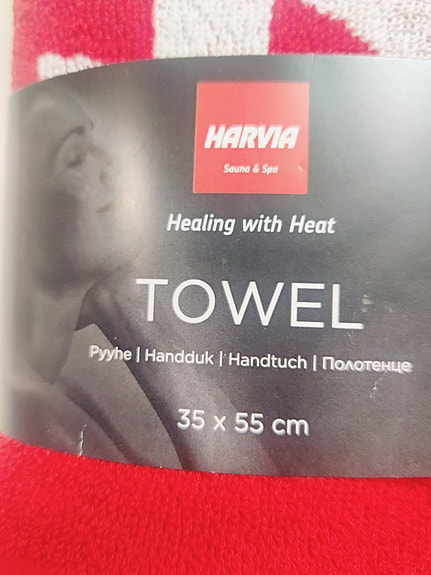 HARVIA
Sauna & Spa
Healing with Heat
TOWEL
Pyyhe | Handduk | Handtuch | Полотенце
35 x 55 cm